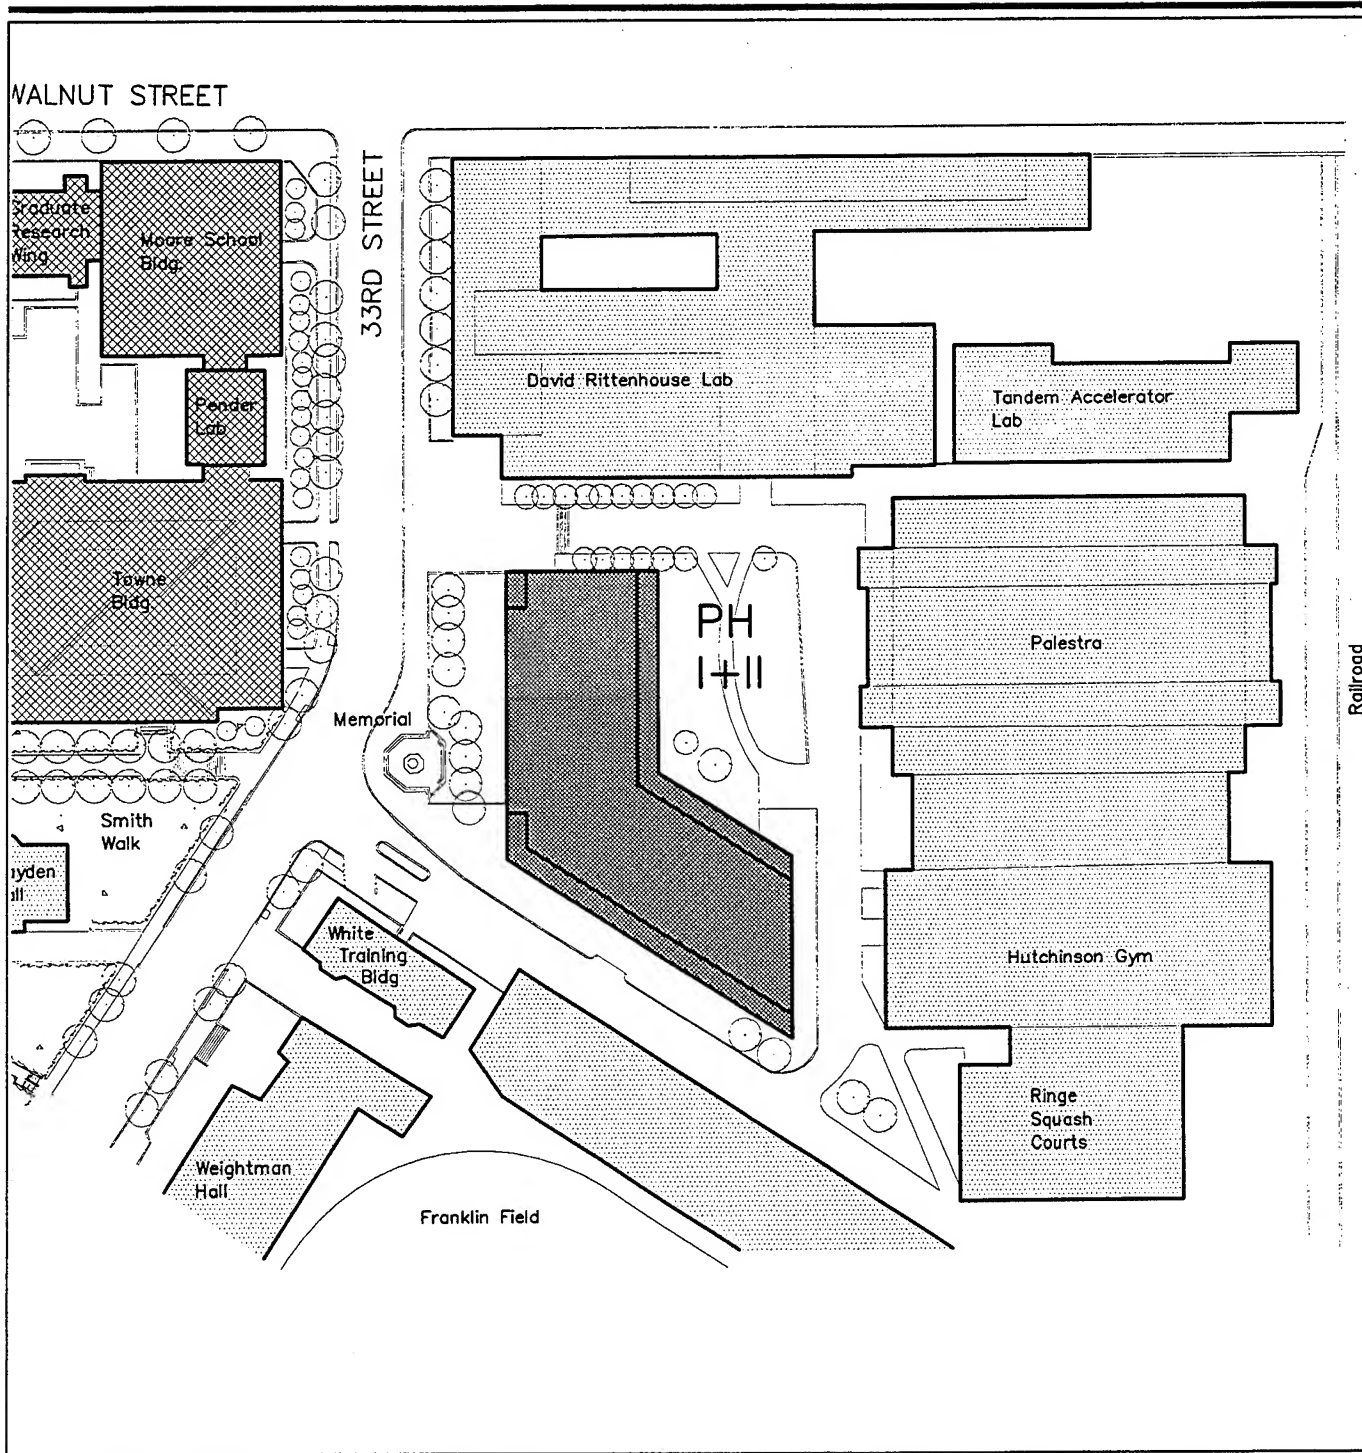 WALNUT STREET
33RD STREET
Graduate
Research
Wing
Moore School
Bldg.
Pender
Lab
David Rittenhouse Lab
Tandem Accelerator
Lab
Towne
Bldg.
PH
I+II
Palestra
Railroad
Memorial
Smith
Walk
yden
all
White
Training
Bldg
Hutchinson Gym
Ringe
Squash
Courts
Weightman
Hall
Franklin Field